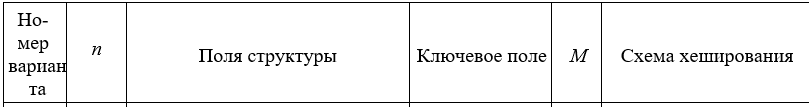 Но-
мер
вариан
та
n
Поля структуры
Ключевое поле
M
Схема хеширования